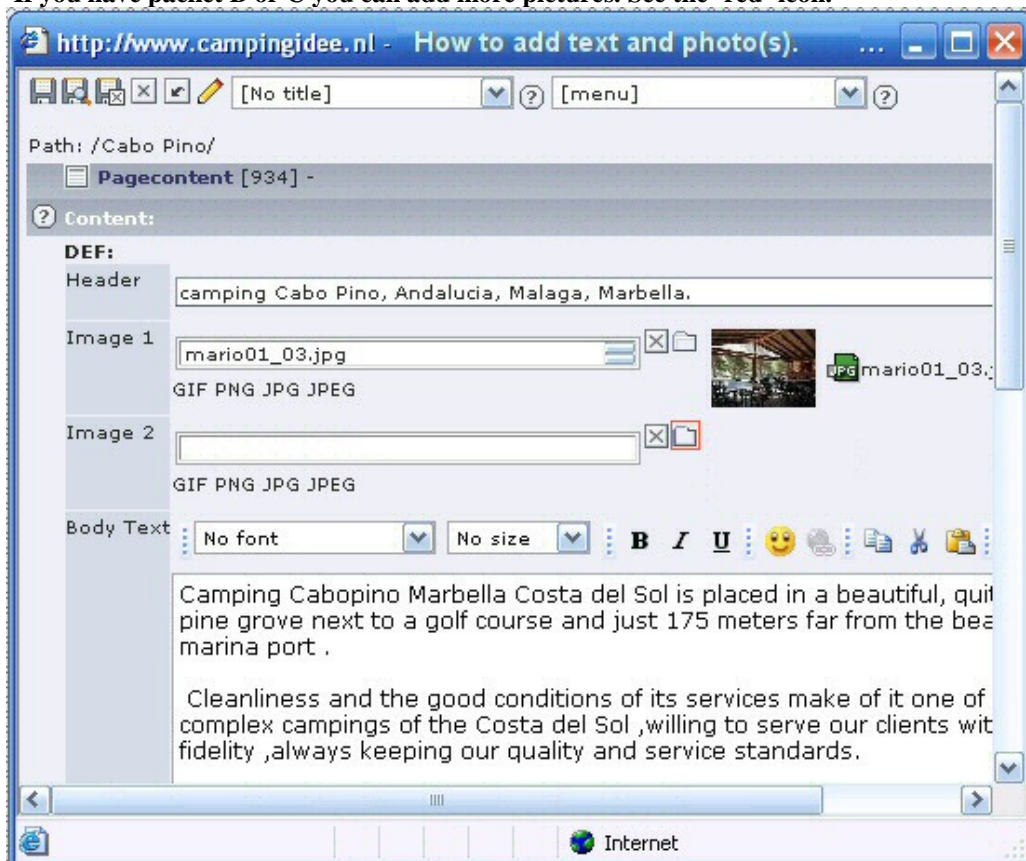 If you have packet B or C you can add more pictures. See the "red" icon.
http://www.campingidee.nl - How to add text and photo(s). ...
[No title] ? [menu] ?
Path: /Cabo Pino/
Pagecontent [934] -
? Content:
DEF:
Header
camping Cabo Pino, Andalucia, Malaga, Marbella.
Image 1
mario01_03.jpg
JPG mario01_03.j
GIF PNG JPG JPEG
Image 2
GIF PNG JPG JPEG
Body Text
No font No size B I U
Camping Cabopino Marbella Costa del Sol is placed in a beautiful, quit
pine grove next to a golf course and just 175 meters far from the bea
marina port .
Cleanliness and the good conditions of its services make of it one of
complex campings of the Costa del Sol ,willing to serve our clients wit
fidelity ,always keeping our quality and service standards.
Internet